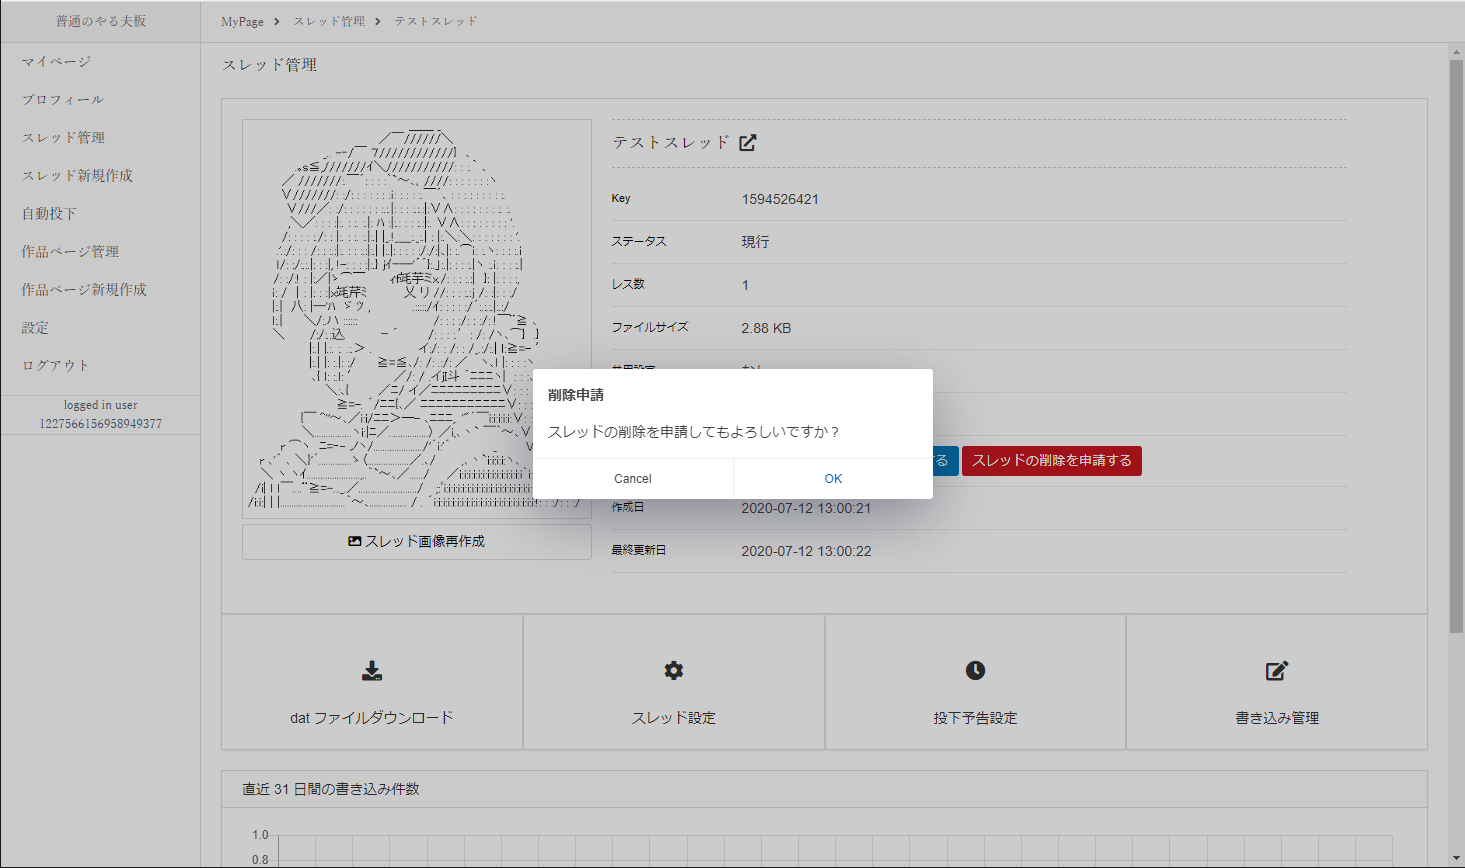 普通のやる夫板
MyPage
スレッド管理
テストスレッド
マイページ
プロフィール
スレッド管理
スレッド新規作成
自動投下
作品ページ管理
作品ページ新規作成
設定
ログアウト
logged in user
1227566156958949377
スレッド管理
スレッド画像再作成
テストスレッド
Key 1594526421
ステータス 現行
レス数 1
ファイルサイズ 2.88 KB
削除申請
スレッドの削除を申請してもよろしいですか？
Cancel OK
る スレッドの削除を申請する
作成日 2020-07-12 13:00:21
最終更新日 2020-07-12 13:00:22
dat ファイルダウンロード
スレッド設定
投下予告設定
書き込み管理
直近 31 日間の書き込み件数
1.0
0.8